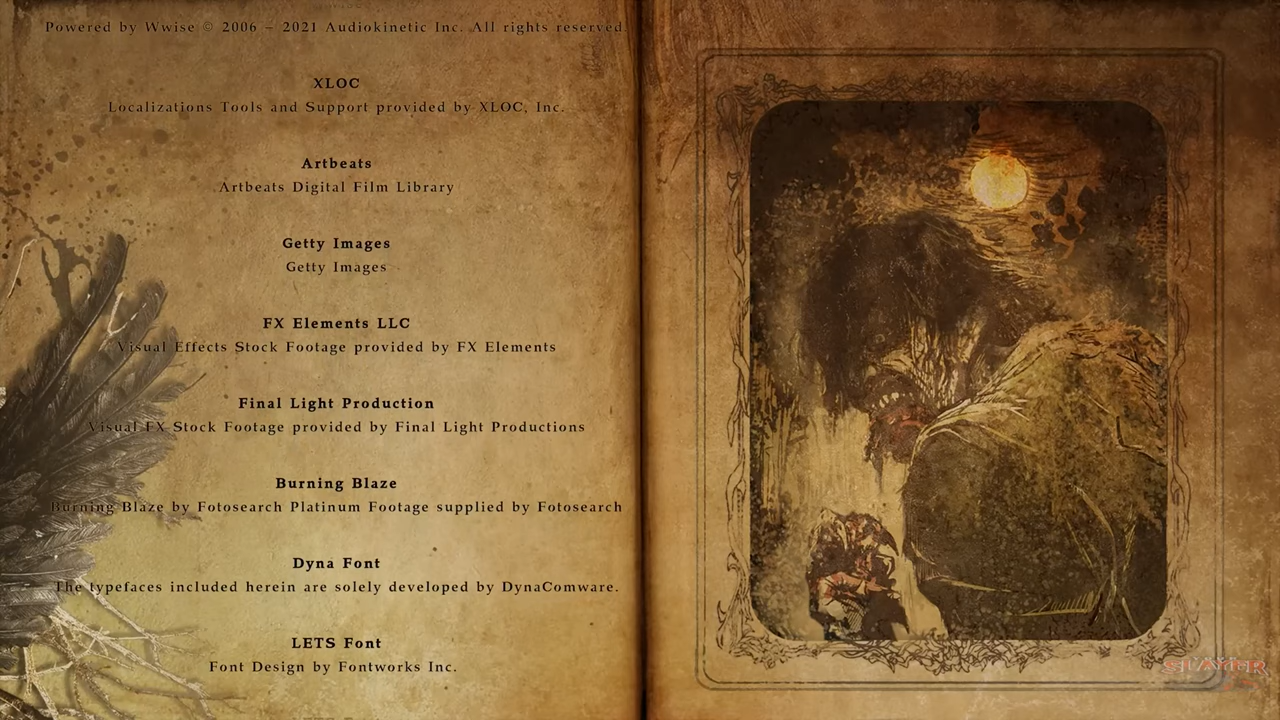 Powered by Wwise © 2006 – 2021 Audiokinetic Inc. All rights reserved.
XLOC
Localizations Tools and Support provided by XLOC, Inc.
Artbeats
Artbeats Digital Film Library
Getty Images
Getty Images
FX Elements LLC
Visual Effects Stock Footage provided by FX Elements
Final Light Production
Visual FX Stock Footage provided by Final Light Productions
Burning Blaze
Burning Blaze by Fotosearch Platinum Footage supplied by Fotosearch
Dyna Font
The typefaces included herein are solely developed by DynaComware.
LETS Font
Font Design by Fontworks Inc.